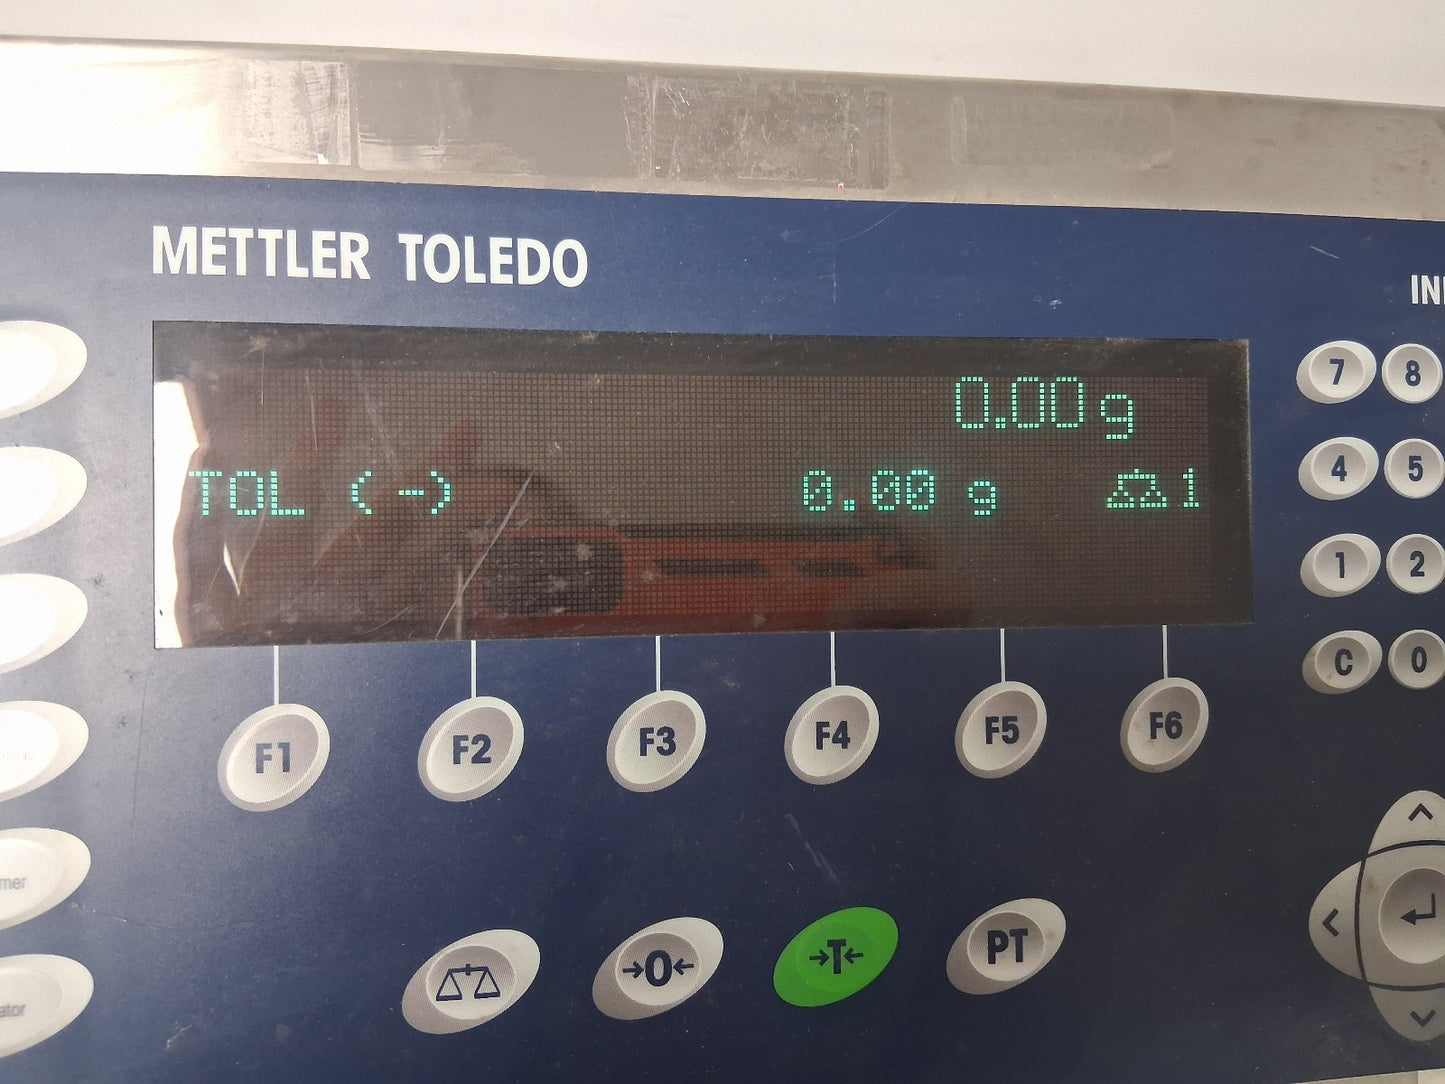 METTLER TOLEDO
0.00 g
TOL (-) 0.00 g 1
7 8
4 5
1 2
C 0
F1 F2 F3 F4 F5 F6
→0← →T← PT